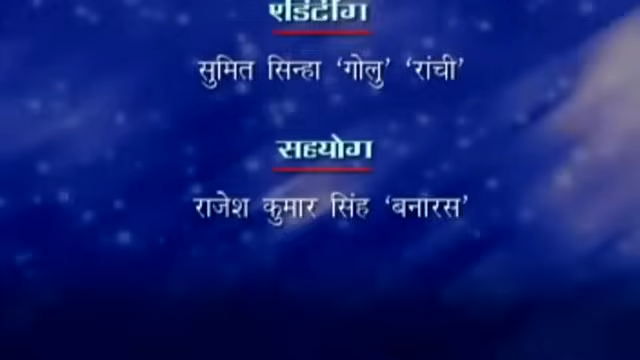 एडिंटींग
सुमित सिन्हा ‘गोलु’ ‘रांची’
सहयोग
राजेश कुमार सिंह ‘बनारस’